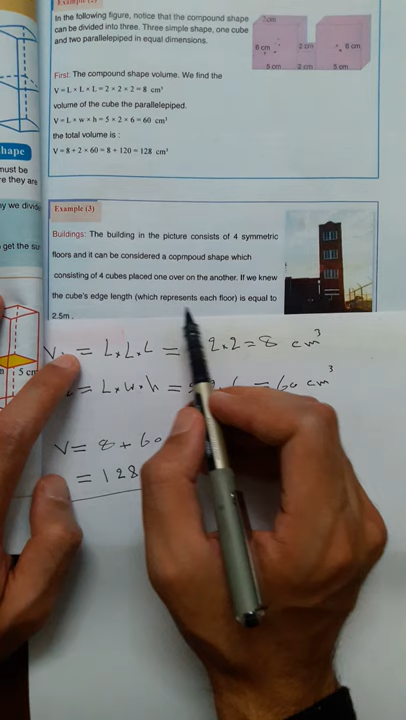 Example (2)
In the following figure, notice that the compound shape
can be divided into three. Three simple shape, one cube
and two parallelepiped in equal dimensions.
2cm
6 cm
2 cm
6 cm
5 cm
2 cm
5 cm
First: The compound shape volume. We find the
V = L × L × L = 2 × 2 × 2 = 8 cm³
volume of the cube the parallelepiped.
V = L × w × h = 5 × 2 × 6 = 60 cm³
the total volume is :
V = 8 + 2 × 60 = 8 + 120 = 128 cm³
hape
must be
re they are
Example (3)
by we divide
get the su
5 cm
Buildings: The building in the picture consists of 4 symmetric
floors and it can be considered a copmpoud shape which
consisting of 4 cubes placed one over on the another. If we knew
the cube's edge length (which represents each floor) is equal to
2.5m .
V = L × L × L = 2 × 2 = 8 cm³
= L × w × h = = 60 cm³
V = 8 + 60
= 128